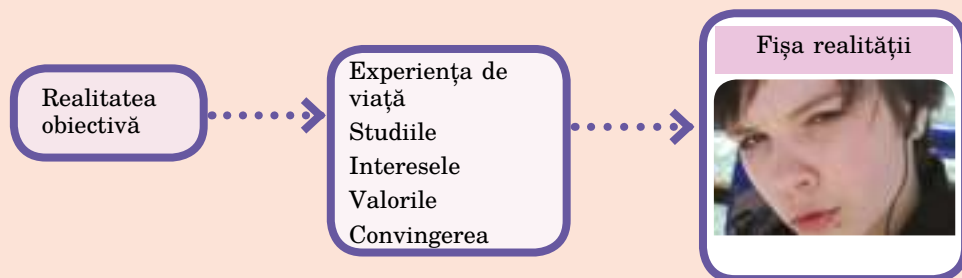 Realitatea
obiectivă
Experiența de
viață
Studiile
Interesele
Valorile
Convingerea
Fișa realității